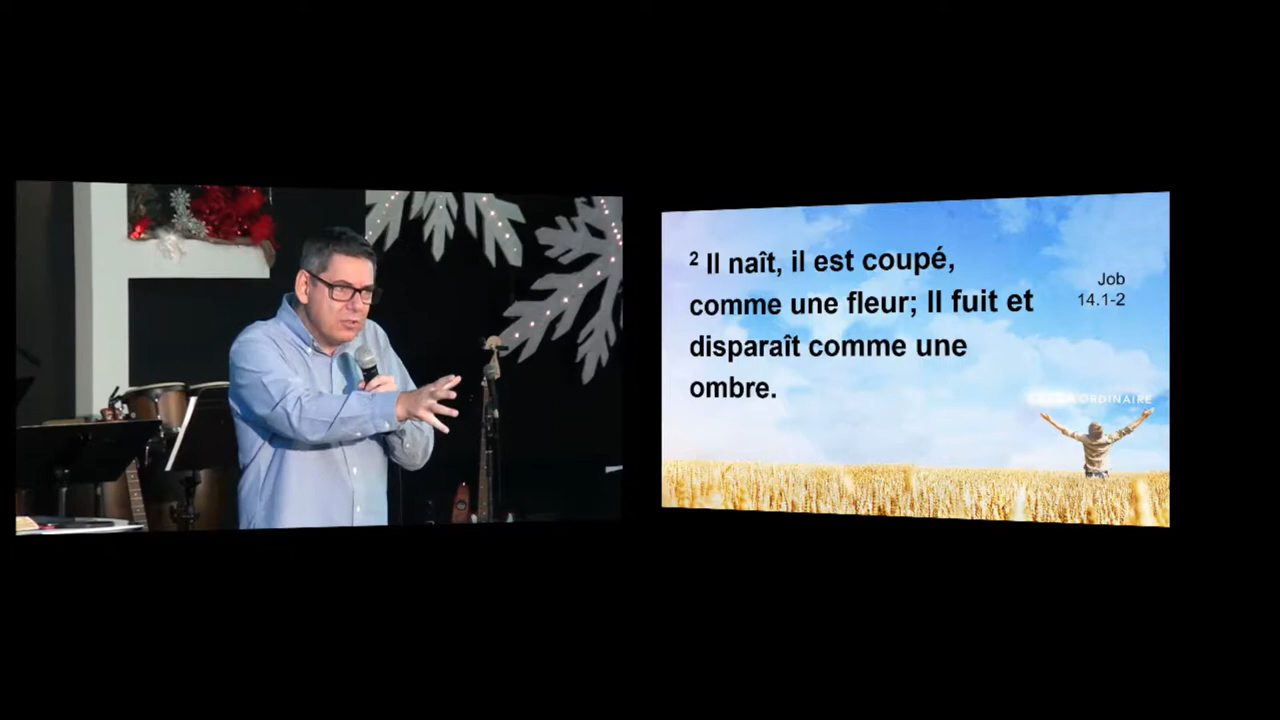 2 Il naît, il est coupé,
comme une fleur; Il fuit et
disparaît comme une
ombre.
Job
14.1-2
ORDINAIRE